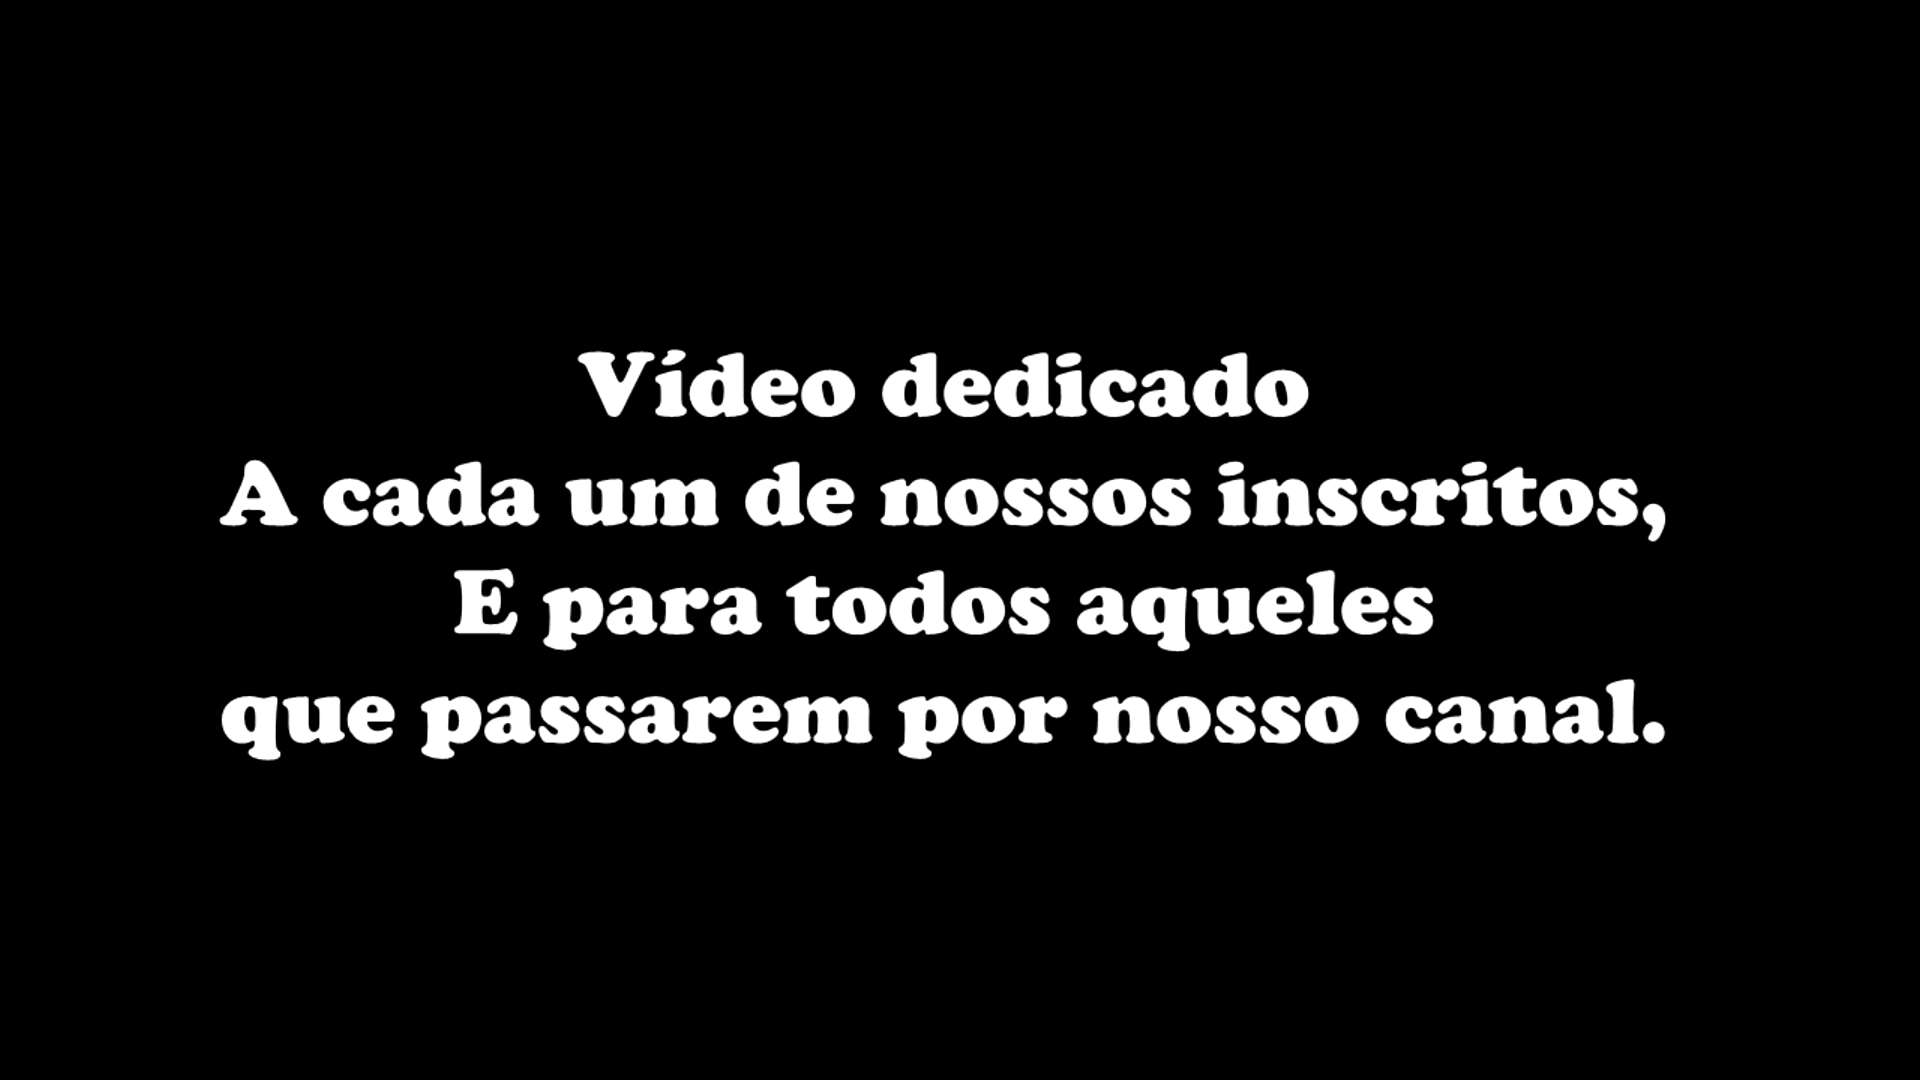 Vídeo dedicado
A cada um de nossos inscritos,
E para todos aqueles
que passarem por nosso canal.